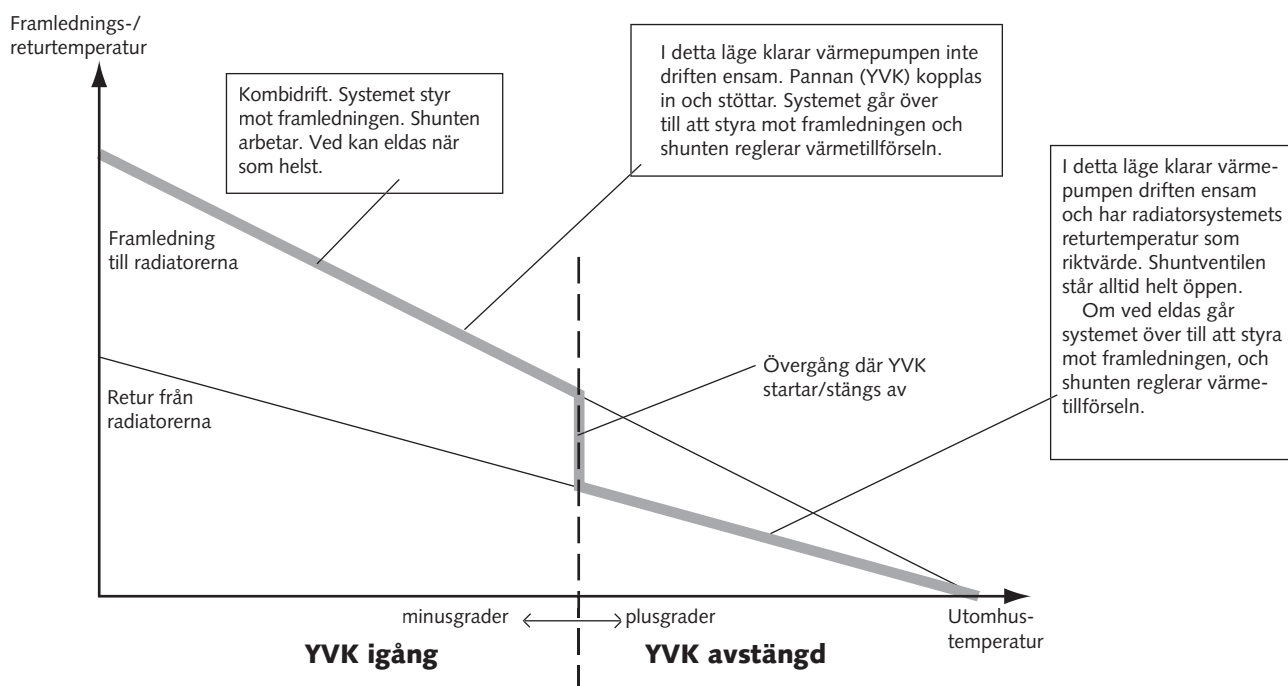 Framlednings-/
returtemperatur
Kombidrift. Systemet styr
mot framledningen. Shunten
arbetar. Ved kan eldas när
som helst.
I detta läge klarar värmepumpen inte
driften ensam. Pannan (YVK) kopplas
in och stöttar. Systemet går över
till att styra mot framledningen och
shunten reglerar värmetillförseln.
I detta läge klarar värme-
pumpen driften ensam
och har radiatorsystemets
returtemperatur som
riktvärde. Shuntventilen
står alltid helt öppen.
Om ved eldas går
systemet över till att styra
mot framledningen, och
shunten reglerar värme-
tillförseln.
Framledning
till radiatorerna
Övergång där YVK
startar/stängs av
Retur från
radiatorerna
minusgrader
plusgrader
Utomhus-
temperatur
YVK igång
YVK avstängd